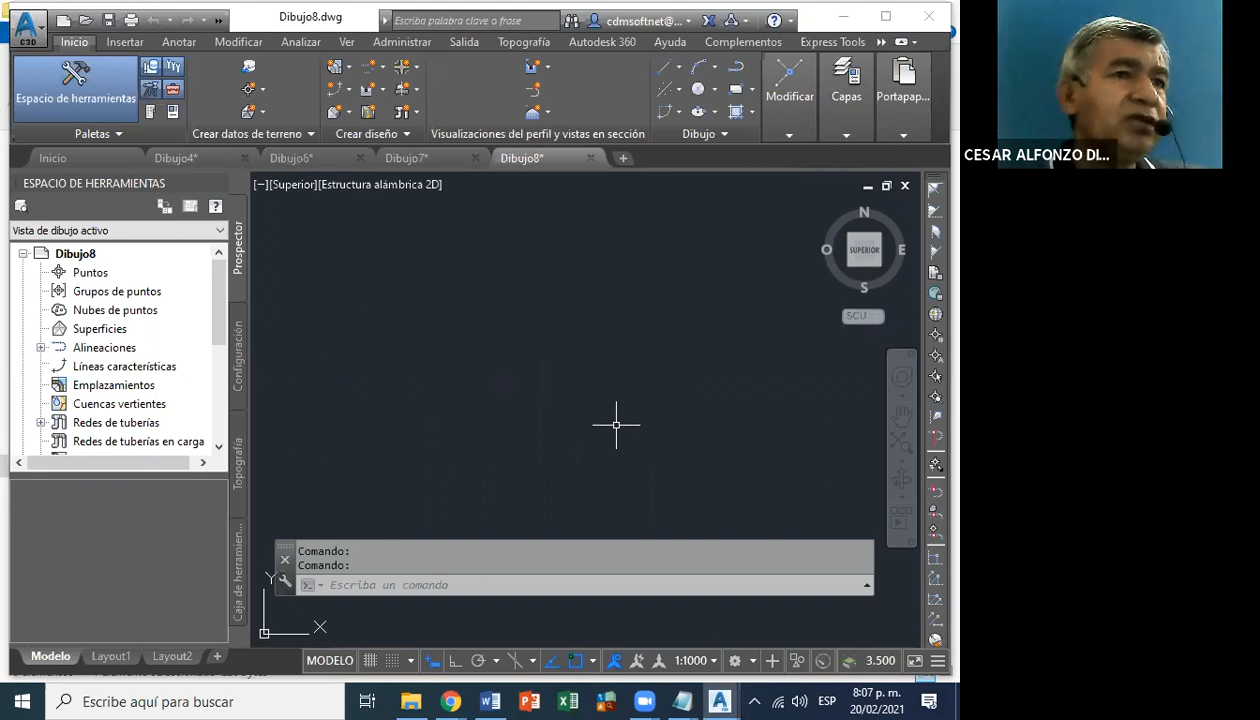 Dibujo8.dwg
Escriba palabra clave o frase
cdmsoftnet@...
C3D
Inicio Insertar Anotar Modificar Analizar Ver Administrar Salida Topografía Autodesk 360 Ayuda Complementos Express Tools
Espacio de herramientas
Modificar Capas Portapap...
Paletas Crear datos de terreno Crear diseño Visualizaciones del perfil y vistas en sección Dibujo
Inicio Dibujo4* Dibujo6* Dibujo7* Dibujo8*
CESAR ALFONZO DI...
ESPACIO DE HERRAMIENTAS
[−][Superior][Estructura alámbrica 2D]
Vista de dibujo activo
Dibujo8
Puntos
Grupos de puntos
Nubes de puntos
Superficies
Alineaciones
Líneas características
Emplazamientos
Cuencas vertientes
Redes de tuberías
Redes de tuberías en carga
Prospector
Configuración
Topografía
Caja de herramien...
N
O SUPERIOR E
S
SCU
Comando:
Comando:
Escriba un comando
Y
X
Modelo Layout1 Layout2 +
MODELO 1:1000 3.500
Escribe aquí para buscar
ESP
8:07 p. m.
20/02/2021